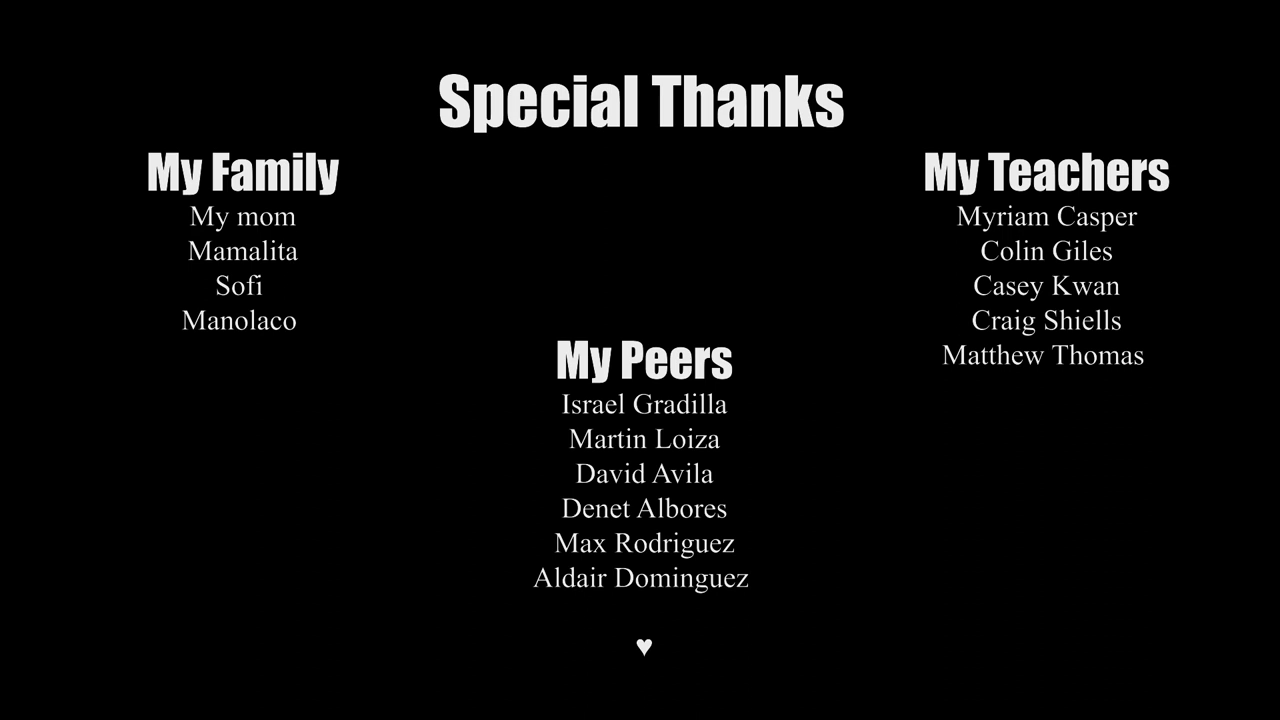 Special Thanks
My Family
My mom
Mamalita
Sofi
Manolaco
My Teachers
Myriam Casper
Colin Giles
Casey Kwan
Craig Shiells
Matthew Thomas
My Peers
Israel Gradilla
Martin Loiza
David Avila
Denet Albores
Max Rodriguez
Aldair Dominguez
♥